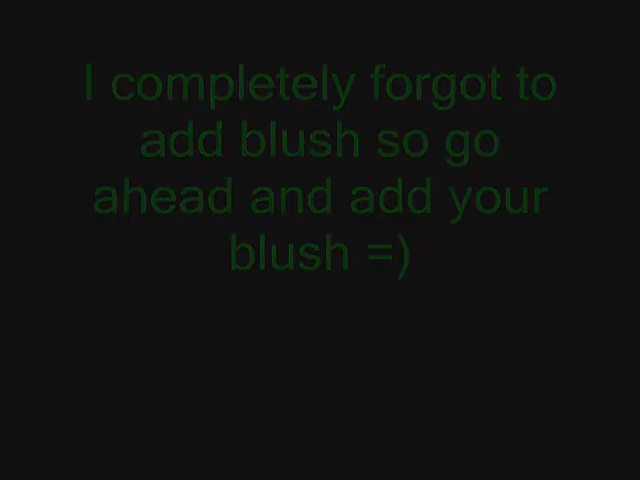 I completely forgot to
add blush so go
ahead and add your
blush =)